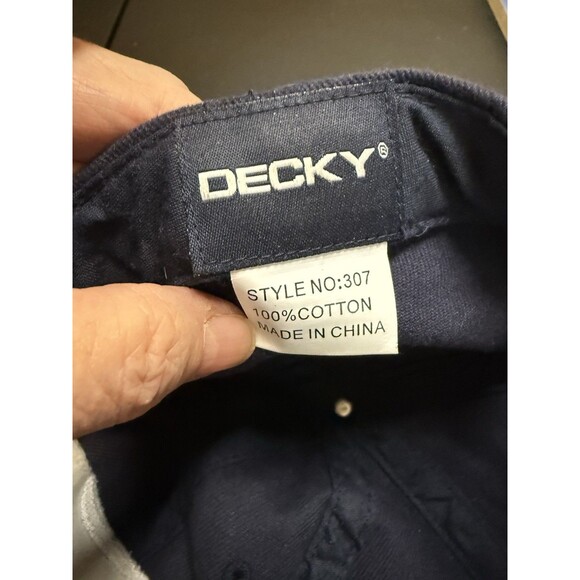 DECKY®
STYLE NO:307
100%COTTON
MADE IN CHINA